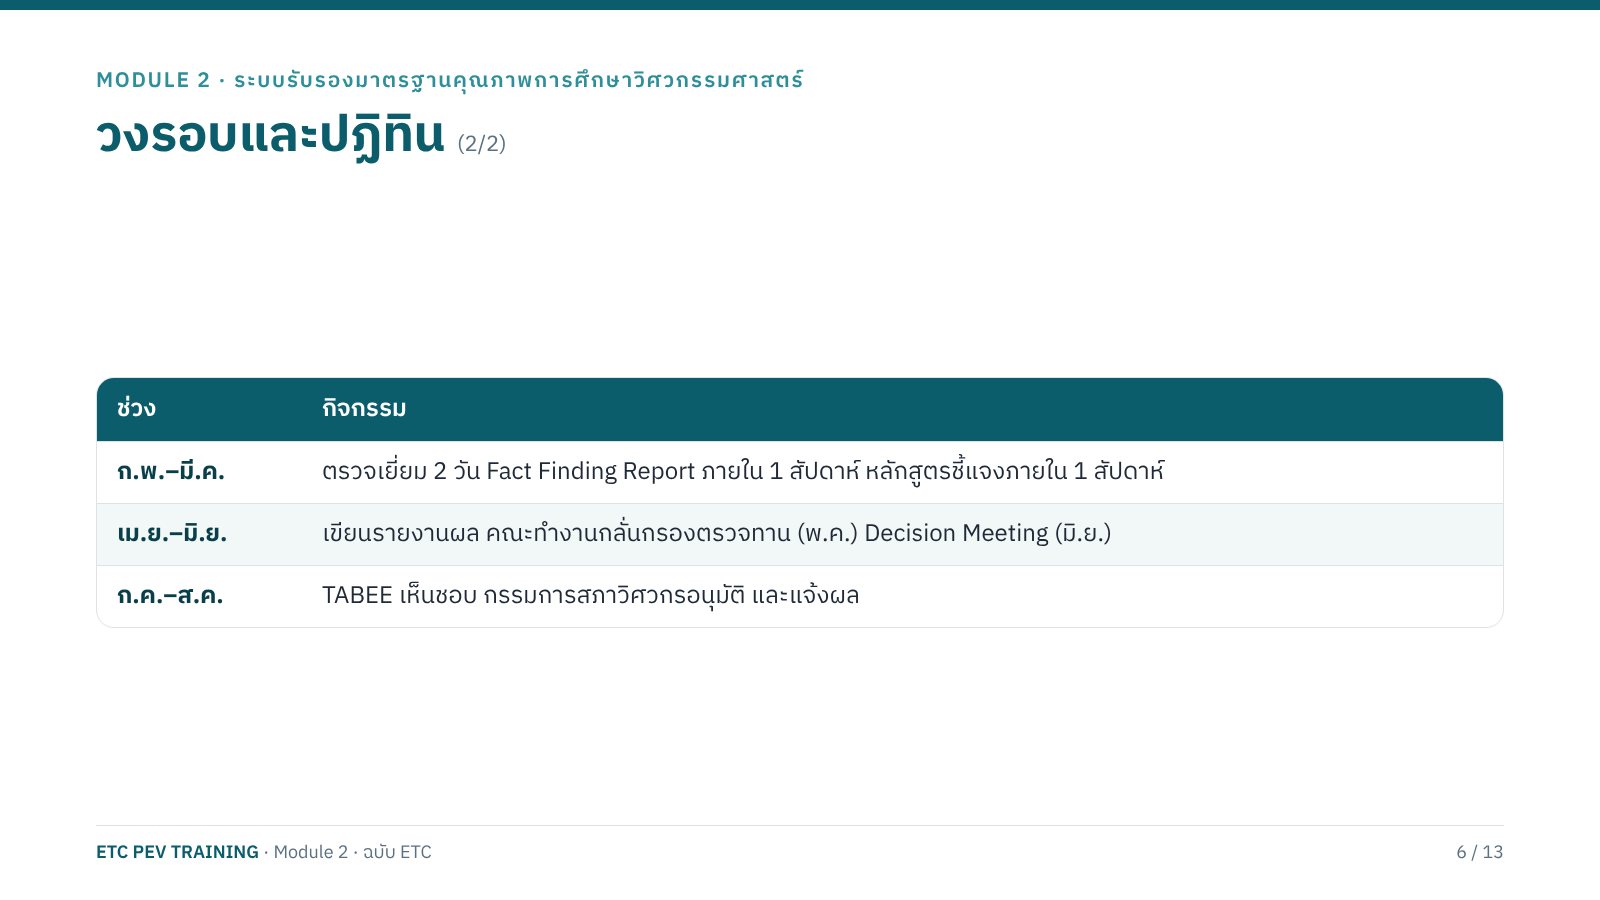 MODULE 2 · ระบบรับรองมาตรฐานคุณภาพการศึกษาวิศวกรรมศาสตร์
วงรอบและปฏิทิน (2/2)
ช่วง กิจกรรม
ก.พ.–มี.ค. ตรวจเยี่ยม 2 วัน Fact Finding Report ภายใน 1 สัปดาห์ หลักสูตรชี้แจงภายใน 1 สัปดาห์
เม.ย.–มิ.ย. เขียนรายงานผล คณะทำงานกลั่นกรองตรวจทาน (พ.ค.) Decision Meeting (มิ.ย.)
ก.ค.–ส.ค. TABEE เห็นชอบ กรรมการสภาวิศวกรอนุมัติ และแจ้งผล
ETC PEV TRAINING · Module 2 · ฉบับ ETC 6 / 13